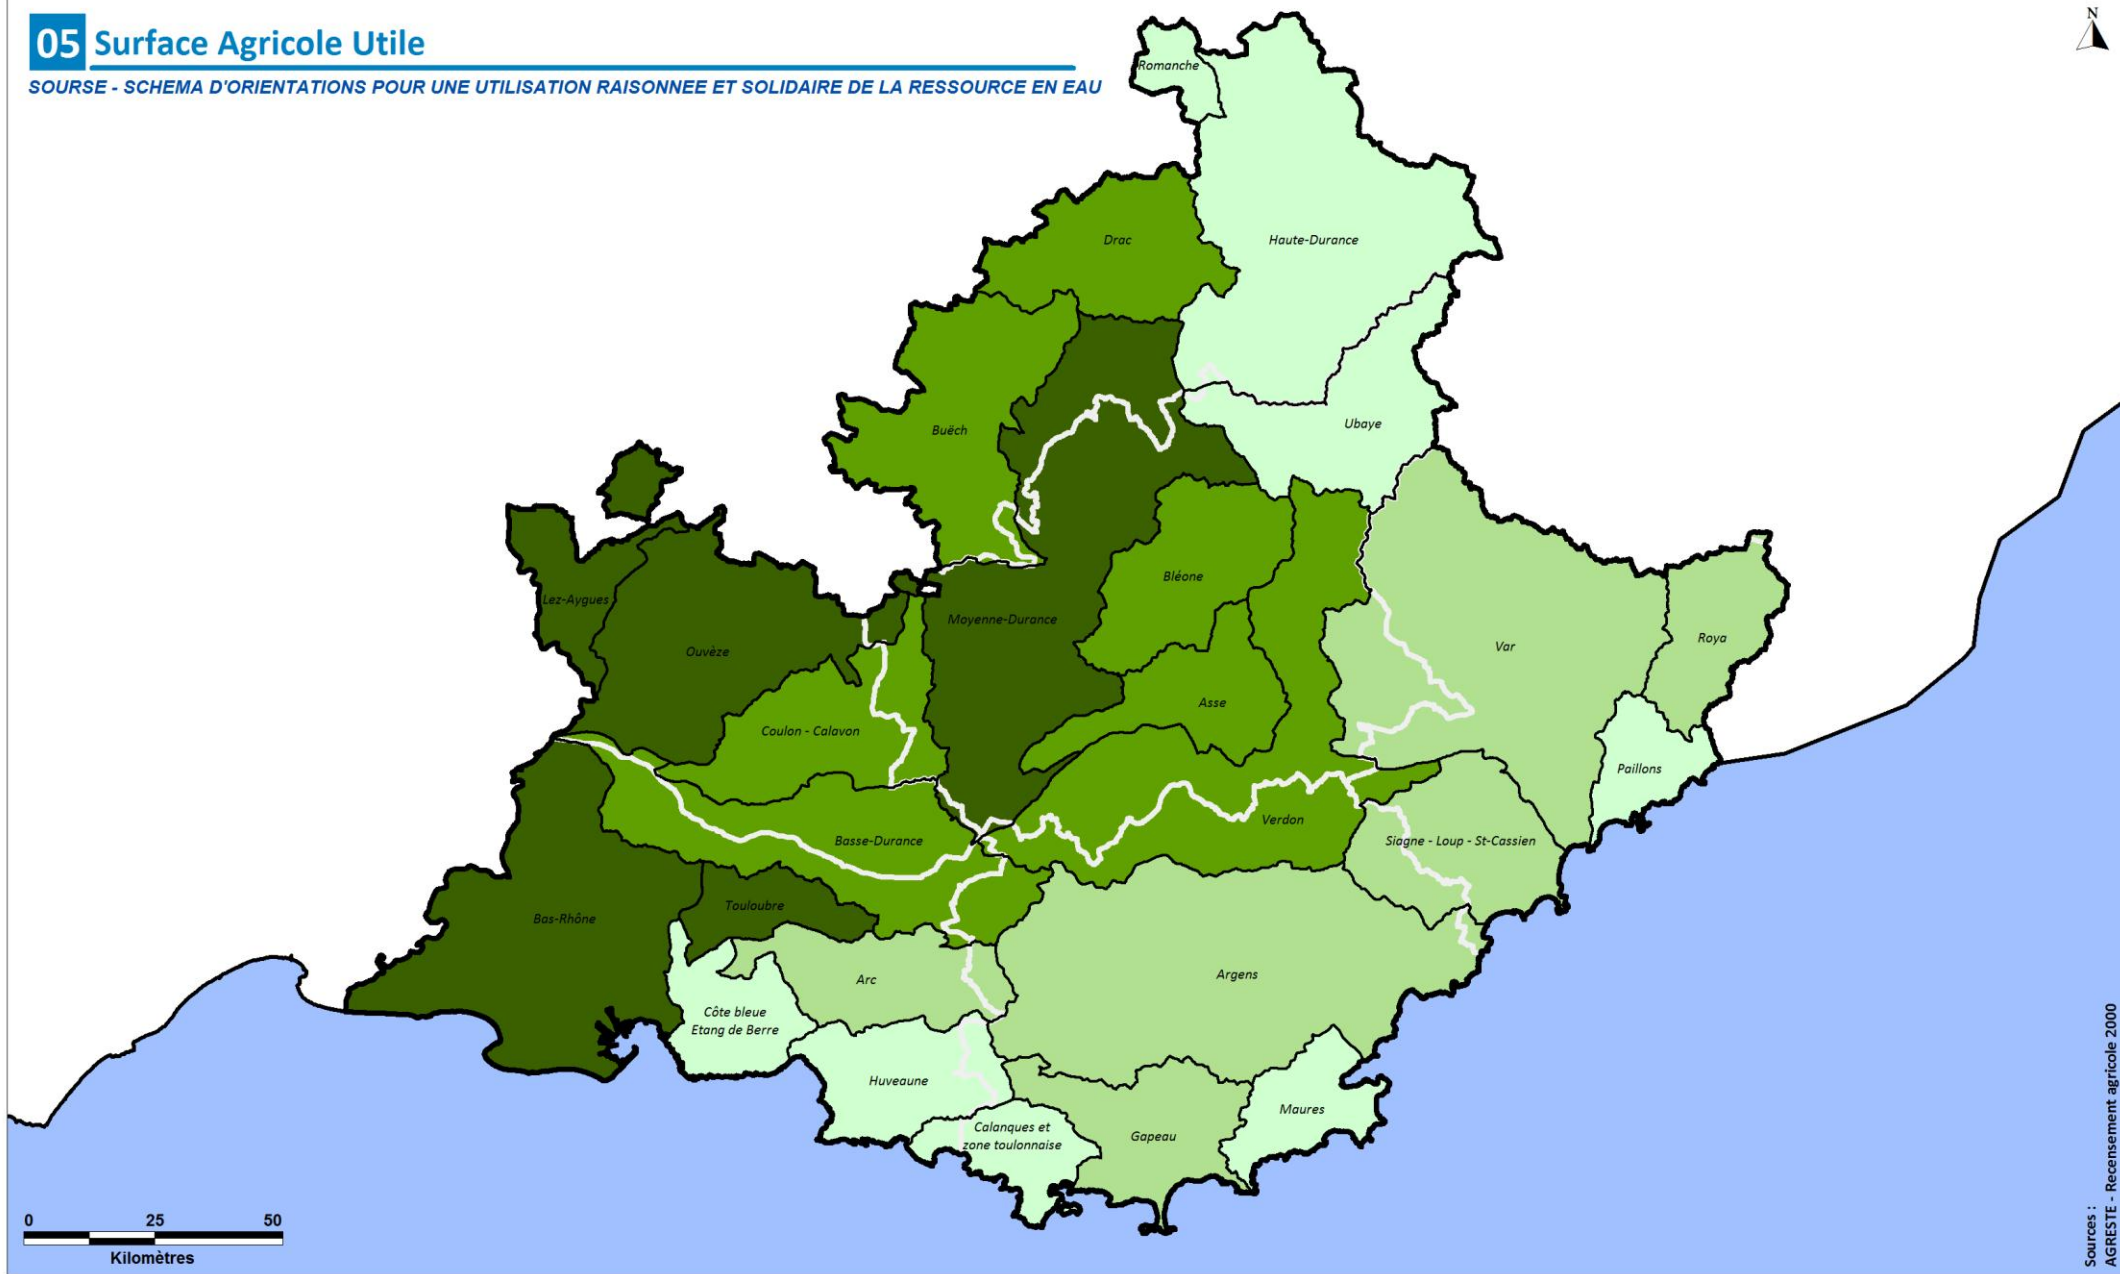 05 Surface Agricole Utile
SOURSE - SCHEMA D'ORIENTATIONS POUR UNE UTILISATION RAISONNEE ET SOLIDAIRE DE LA RESSOURCE EN EAU
N
Romanche
Drac
Haute-Durance
Buëch
Ubaye
Bléone
Lez-Aygues
Moyenne-Durance
Ouvèze
Var
Roya
Asse
Coulon - Calavon
Paillons
Verdon
Basse-Durance
Siagne - Loup - St-Cassien
Touloubre
Bas-Rhône
Arc
Argens
Côte bleue
Etang de Berre
Huveaune
Maures
Calanques et
zone toulonnaise
Gapeau
0 25 50
Kilomètres
Sources :
AGRESTE - Recensement agricole 2000